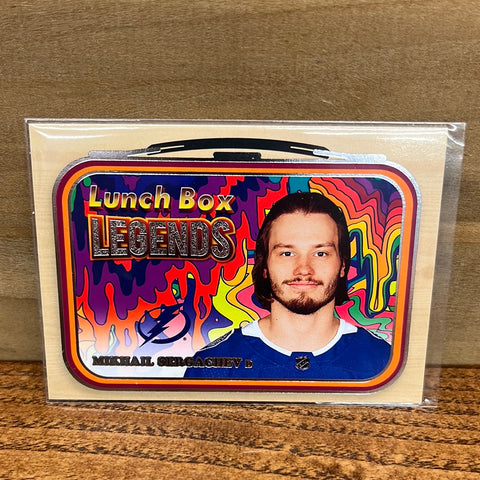 Lunch Box
LEGENDS
MIKHAIL SERGACHEV D